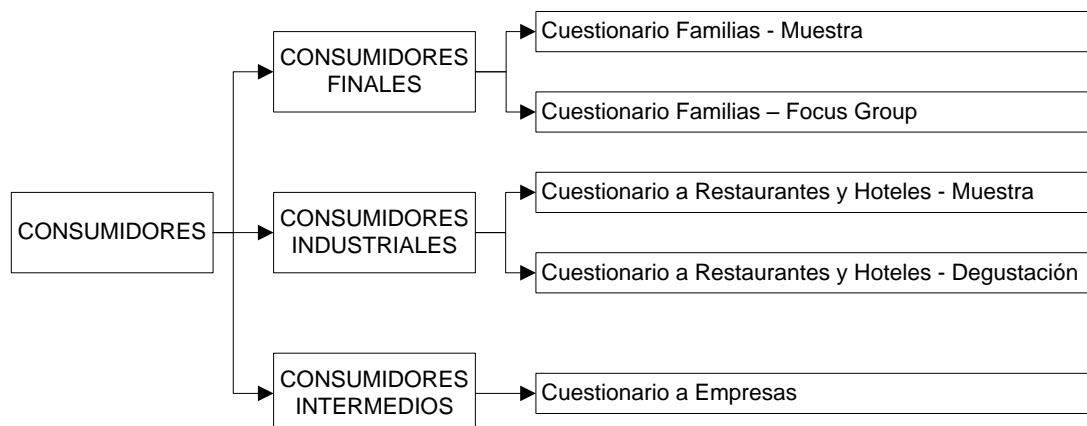 CONSUMIDORES
CONSUMIDORES
FINALES
Cuestionario Familias - Muestra
Cuestionario Familias – Focus Group
CONSUMIDORES
INDUSTRIALES
Cuestionario a Restaurantes y Hoteles - Muestra
Cuestionario a Restaurantes y Hoteles - Degustación
CONSUMIDORES
INTERMEDIOS
Cuestionario a Empresas